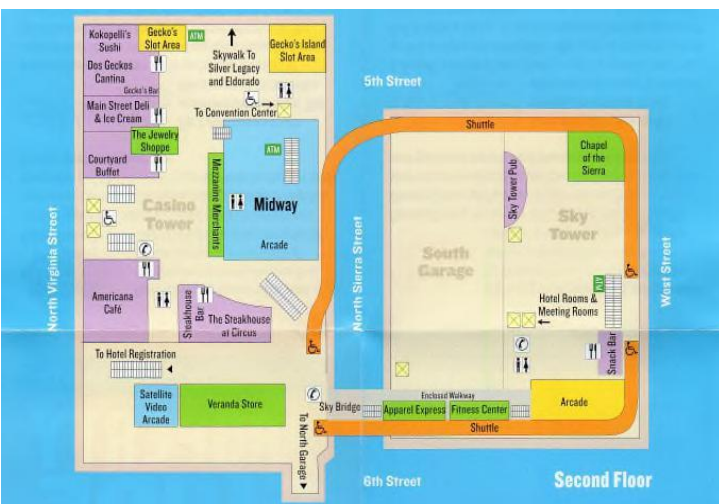 Kokopelli's
Sushi
Gecko's
Slot Area
ATM
Skywalk To
Silver Legacy
and Eldorado
Gecko's Island
Slot Area
Dos Geckos
Cantina
Gecko's Bar
Main Street Deli
& Ice Cream
To Convention Center
The Jewelry
Shoppe
Courtyard
Buffet
ATM
Mezzanine Merchants
Midway
Arcade
Casino
Tower
North Virginia Street
Americana
Café
Steakhouse
Bar
The Steakhouse
at Circus
To Hotel Registration
Satellite
Video
Arcade
Veranda Store
To North Garage
Sky Bridge
North Sierra Street
5th Street
Shuttle
Chapel
of the
Sierra
Sky Tower Pub
Sky
Tower
South
Garage
West Street
ATM
Hotel Rooms &
Meeting Rooms
Snack Bar
Enclosed Walkway
Apparel Express
Fitness Center
Arcade
Shuttle
6th Street
Second Floor